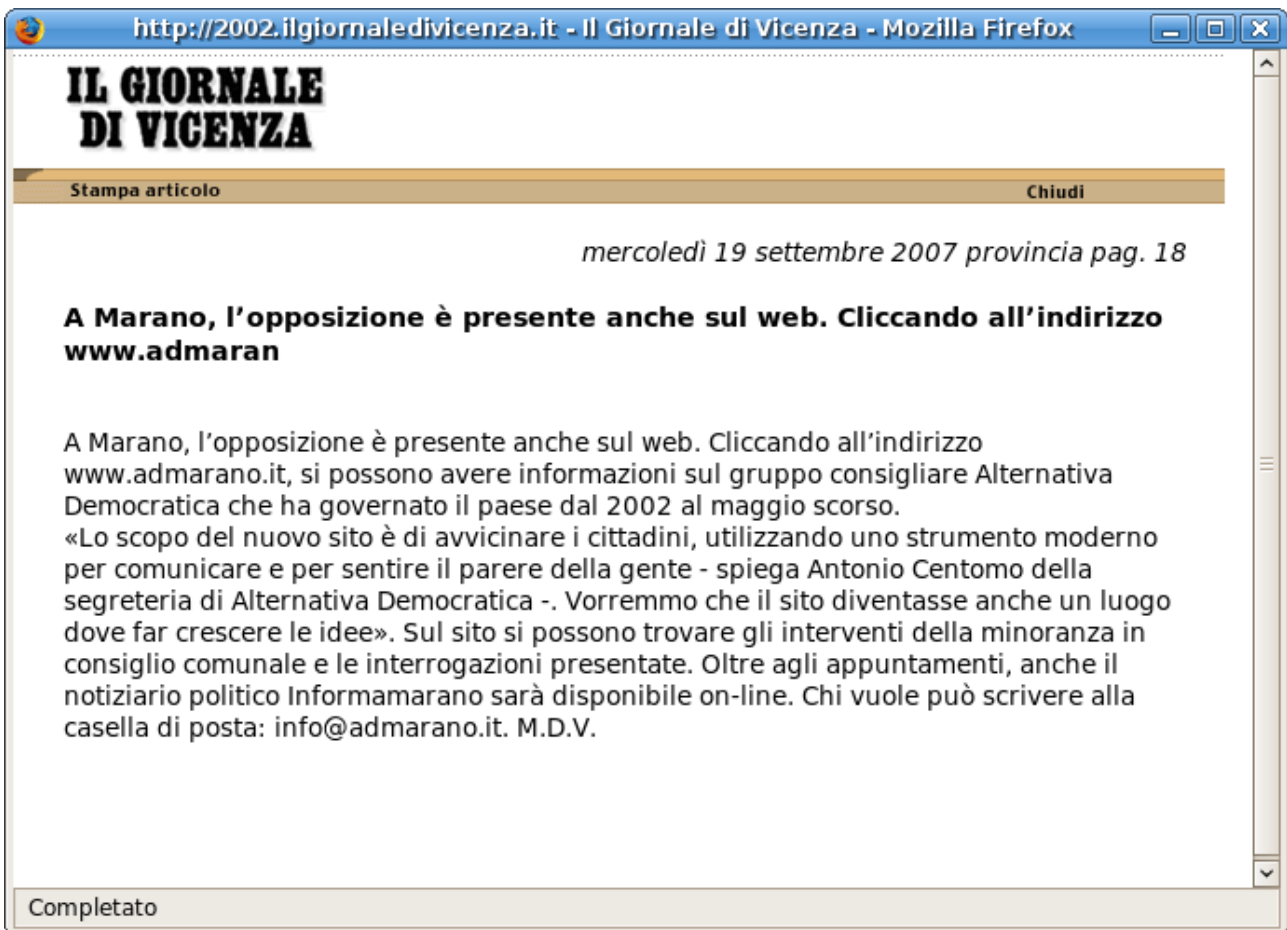 http://2002.ilgiornaledivicenza.it - Il Giornale di Vicenza - Mozilla Firefox
IL GIORNALE
DI VICENZA
Stampa articolo Chiudi
mercoledì 19 settembre 2007 provincia pag. 18
A Marano, l’opposizione è presente anche sul web. Cliccando all’indirizzo
www.admaran
A Marano, l’opposizione è presente anche sul web. Cliccando all’indirizzo
www.admarano.it, si possono avere informazioni sul gruppo consigliare Alternativa
Democratica che ha governato il paese dal 2002 al maggio scorso.
«Lo scopo del nuovo sito è di avvicinare i cittadini, utilizzando uno strumento moderno
per comunicare e per sentire il parere della gente - spiega Antonio Centomo della
segreteria di Alternativa Democratica -. Vorremmo che il sito diventasse anche un luogo
dove far crescere le idee». Sul sito si possono trovare gli interventi della minoranza in
consiglio comunale e le interrogazioni presentate. Oltre agli appuntamenti, anche il
notiziario politico Informamarano sarà disponibile on-line. Chi vuole può scrivere alla
casella di posta: info@admarano.it. M.D.V.
Completato